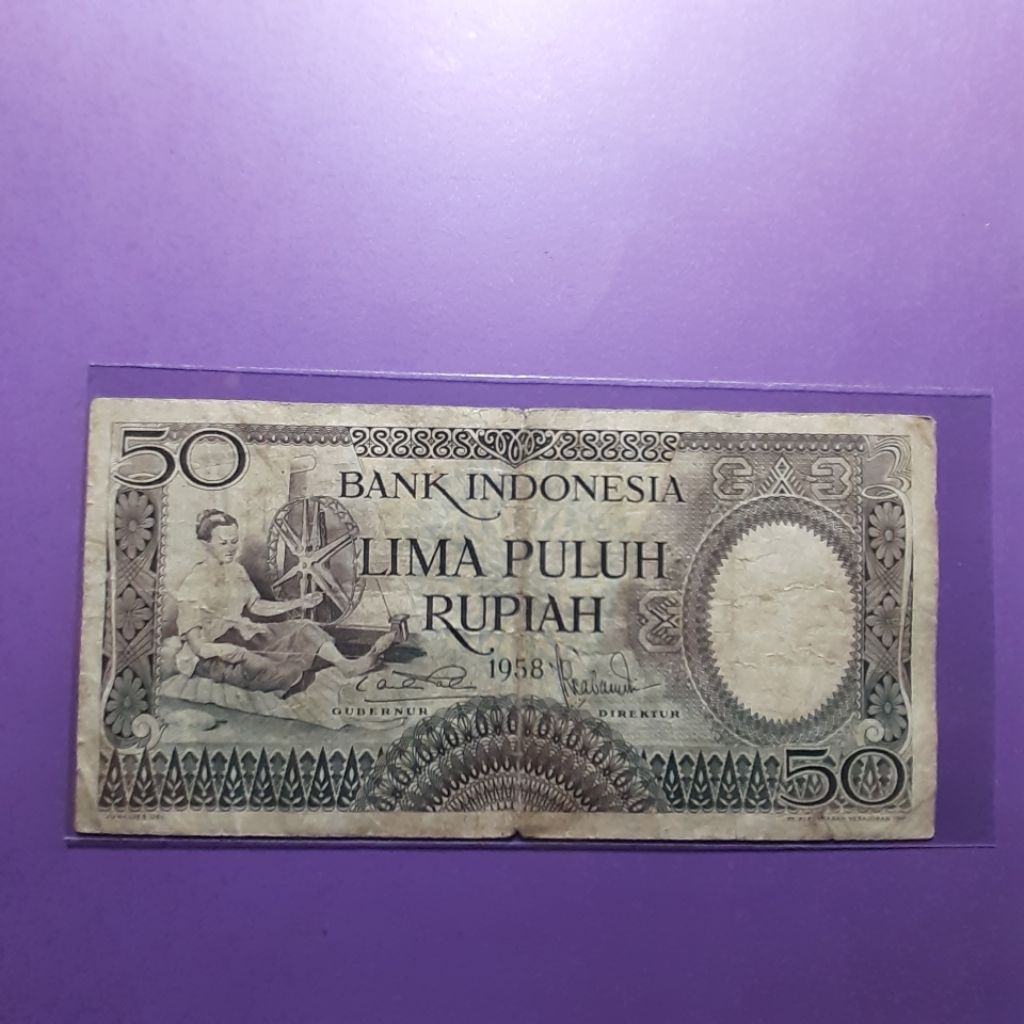 50
BANK INDONESIA
LIMA PULUH
RUPIAH
1958
GUBERNUR DIREKTUR
50